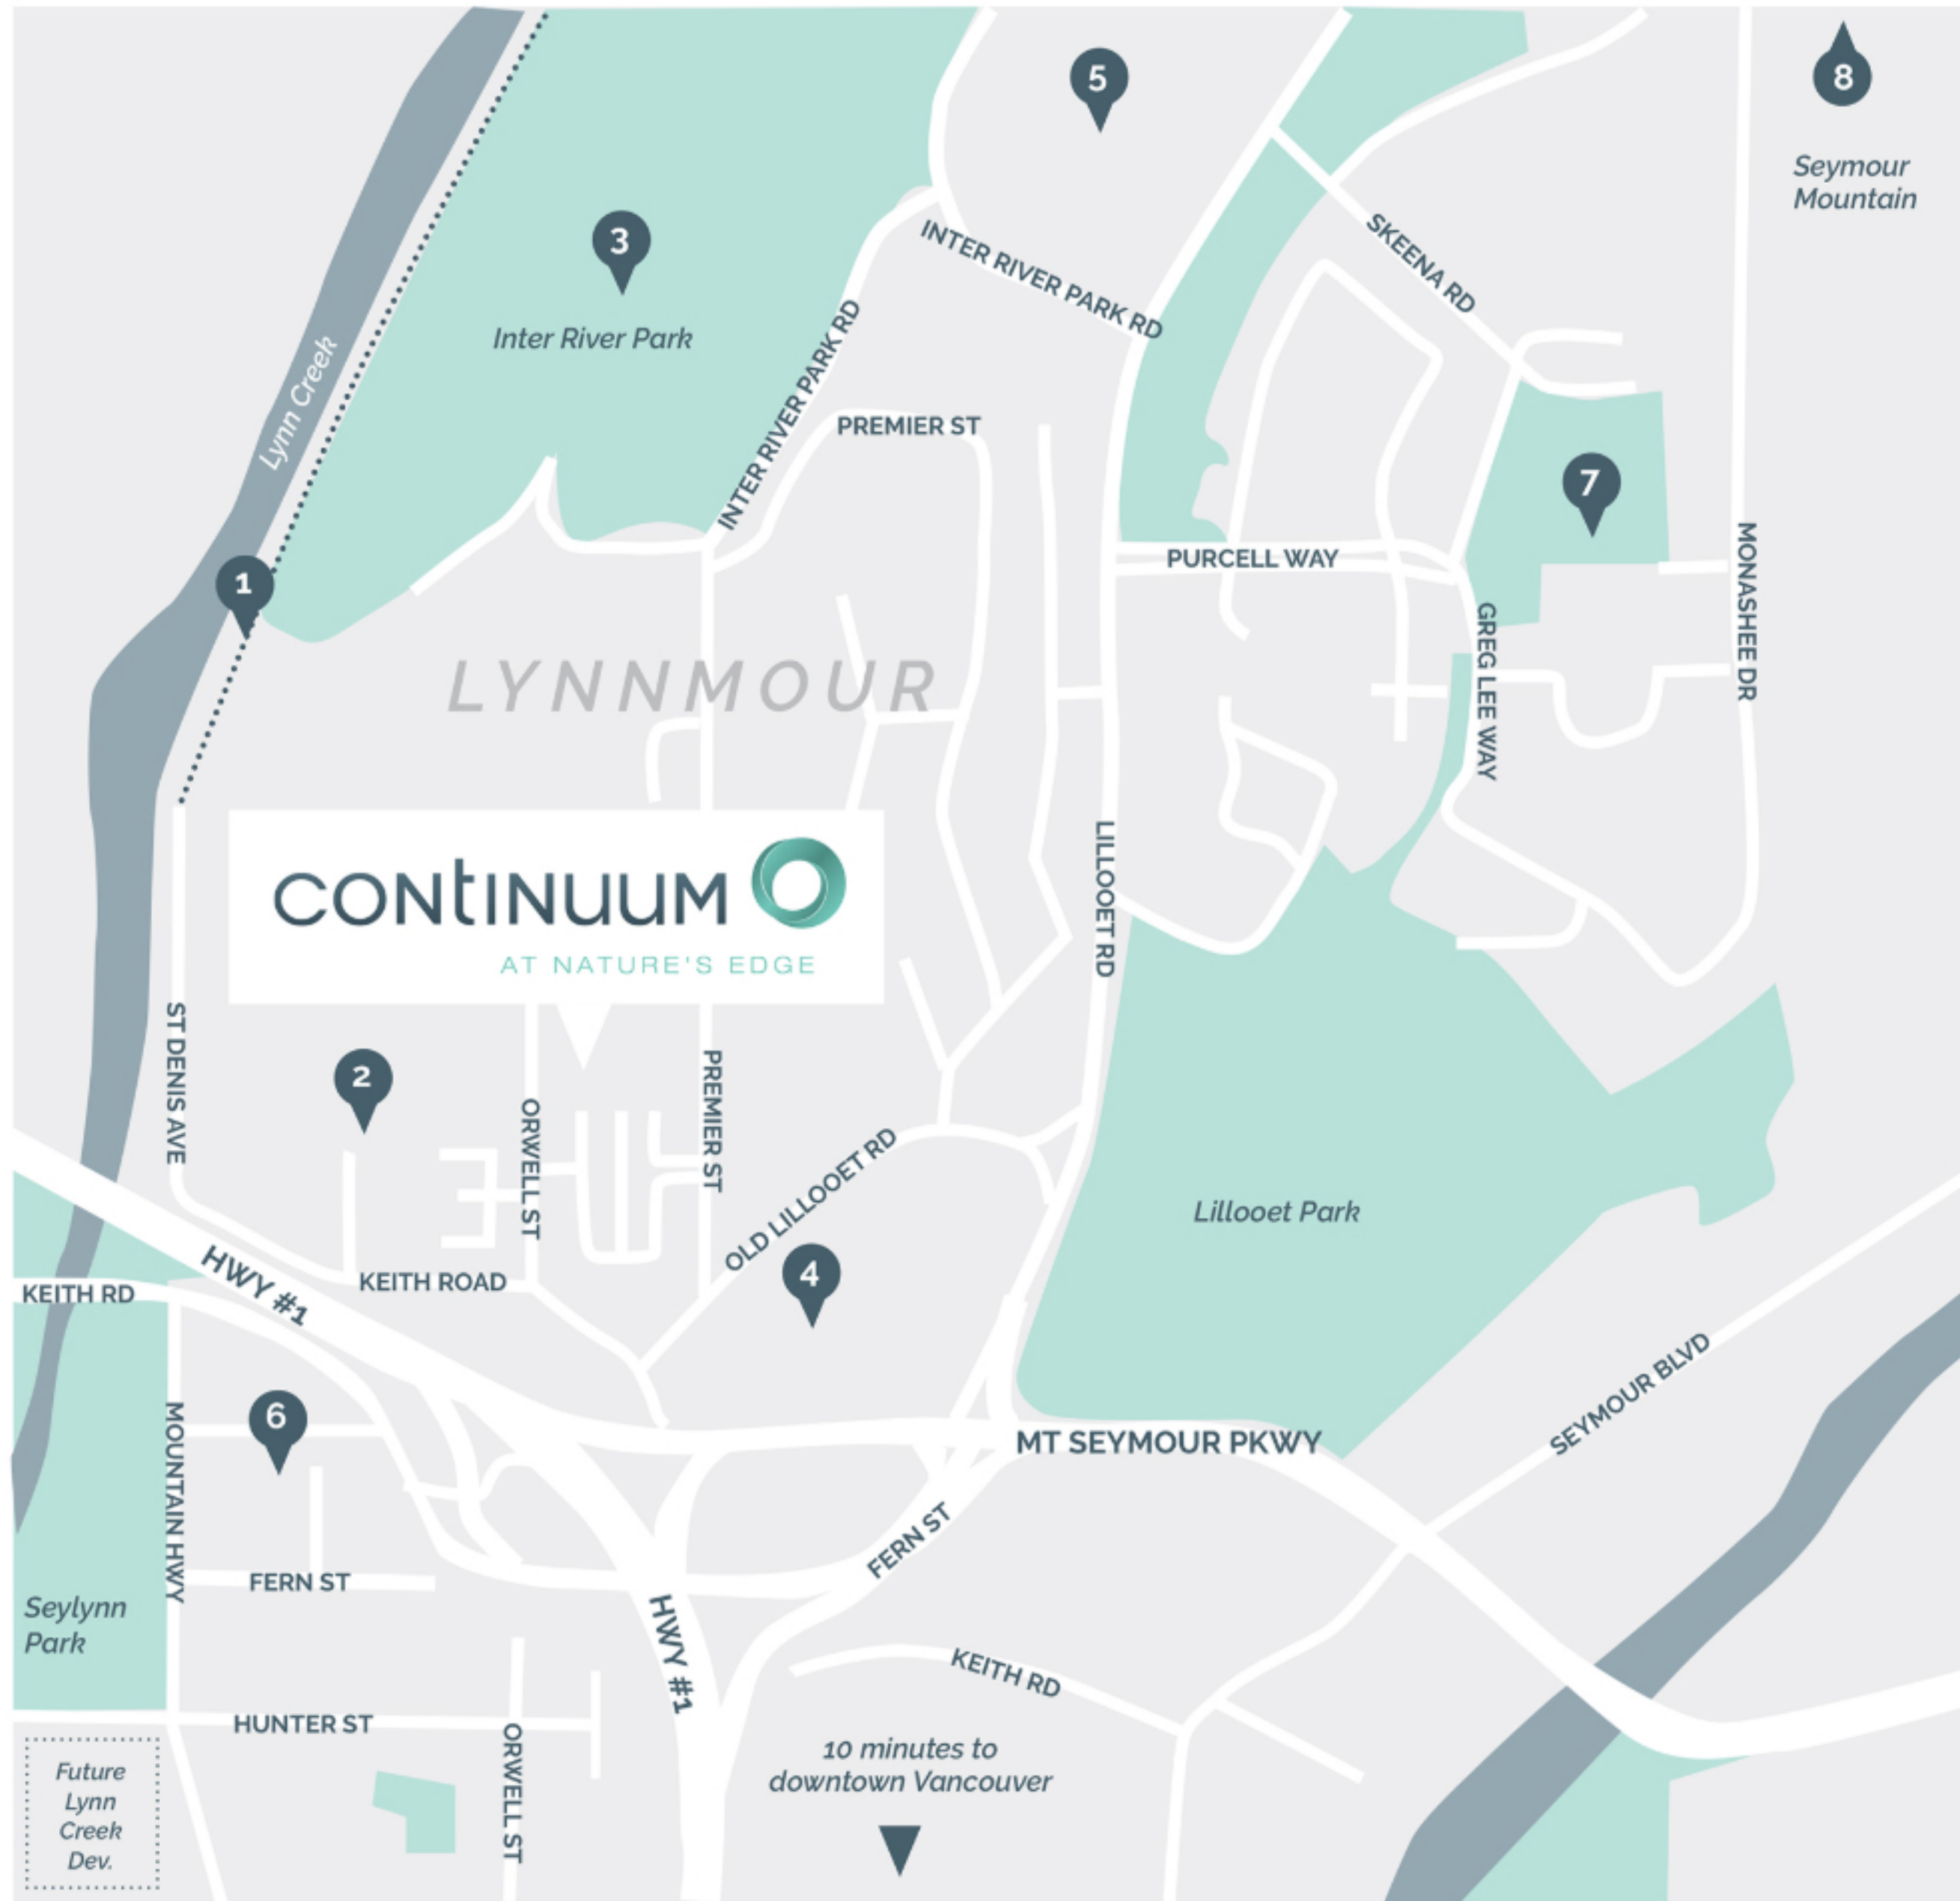 5
8
Seymour
Mountain
3
SKEENA RD
INTER RIVER PARK RD
Inter River Park
Lynn Creek
INTER RIVER PARK RD
PREMIER ST
7
1
PURCELL WAY
MONASHEE DR
GREG LEE WAY
LYNNMOUR
CONtINUUM
AT NATURE'S EDGE
LILLOOET RD
ST DENIS AVE
2
ORWELL ST
PREMIER ST
OLD LILLOOET RD
Lillooet Park
4
KEITH RD
HWY #1
KEITH ROAD
6
MOUNTAIN HWY
MT SEYMOUR PKWY
SEYMOUR BLVD
FERN ST
FERN ST
Seylynn
Park
HWY #1
KEITH RD
HUNTER ST
ORWELL ST
10 minutes to
downtown Vancouver
Future
Lynn
Creek
Dev.